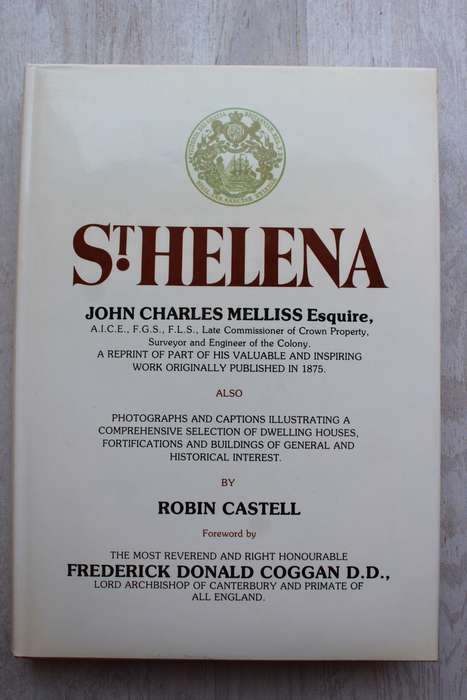 ST. HELENA
JOHN CHARLES MELLISS Esquire,
A.I.C.E., F.G.S., F.L.S., Late Commissioner of Crown Property,
Surveyor and Engineer of the Colony.
A REPRINT OF PART OF HIS VALUABLE AND INSPIRING
WORK ORIGINALLY PUBLISHED IN 1875.
ALSO
PHOTOGRAPHS AND CAPTIONS ILLUSTRATING A
COMPREHENSIVE SELECTION OF DWELLING HOUSES,
FORTIFICATIONS AND BUILDINGS OF GENERAL AND
HISTORICAL INTEREST.
BY
ROBIN CASTELL
Foreword by
THE MOST REVEREND AND RIGHT HONOURABLE
FREDERICK DONALD COGGAN D.D.,
LORD ARCHBISHOP OF CANTERBURY AND PRIMATE OF
ALL ENGLAND.